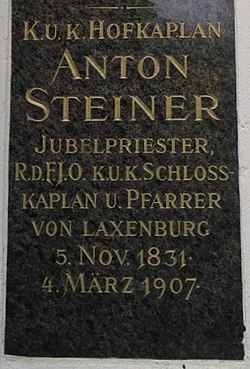 K.U.K. HOFKAPLAN
ANTON
STEINER
JUBELPRIESTER,
R.D.F.J.O. K.U.K. SCHLOSS-
KAPLAN U. PFARRER
VON LAXENBURG
5. NOV. 1831·
4. MÄRZ 1907·